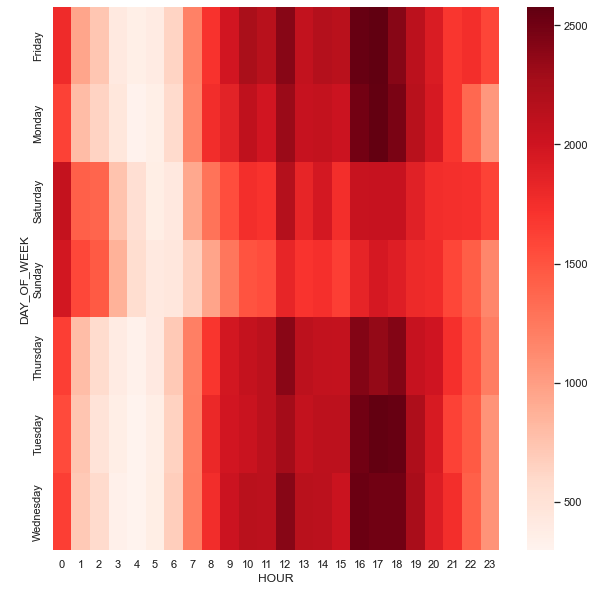 DAY_OF_WEEK
Friday
Monday
Saturday
Sunday
Thursday
Tuesday
Wednesday
0 1 2 3 4 5 6 7 8 9 10 11 12 13 14 15 16 17 18 19 20 21 22 23
HOUR
2500
2000
1500
1000
500